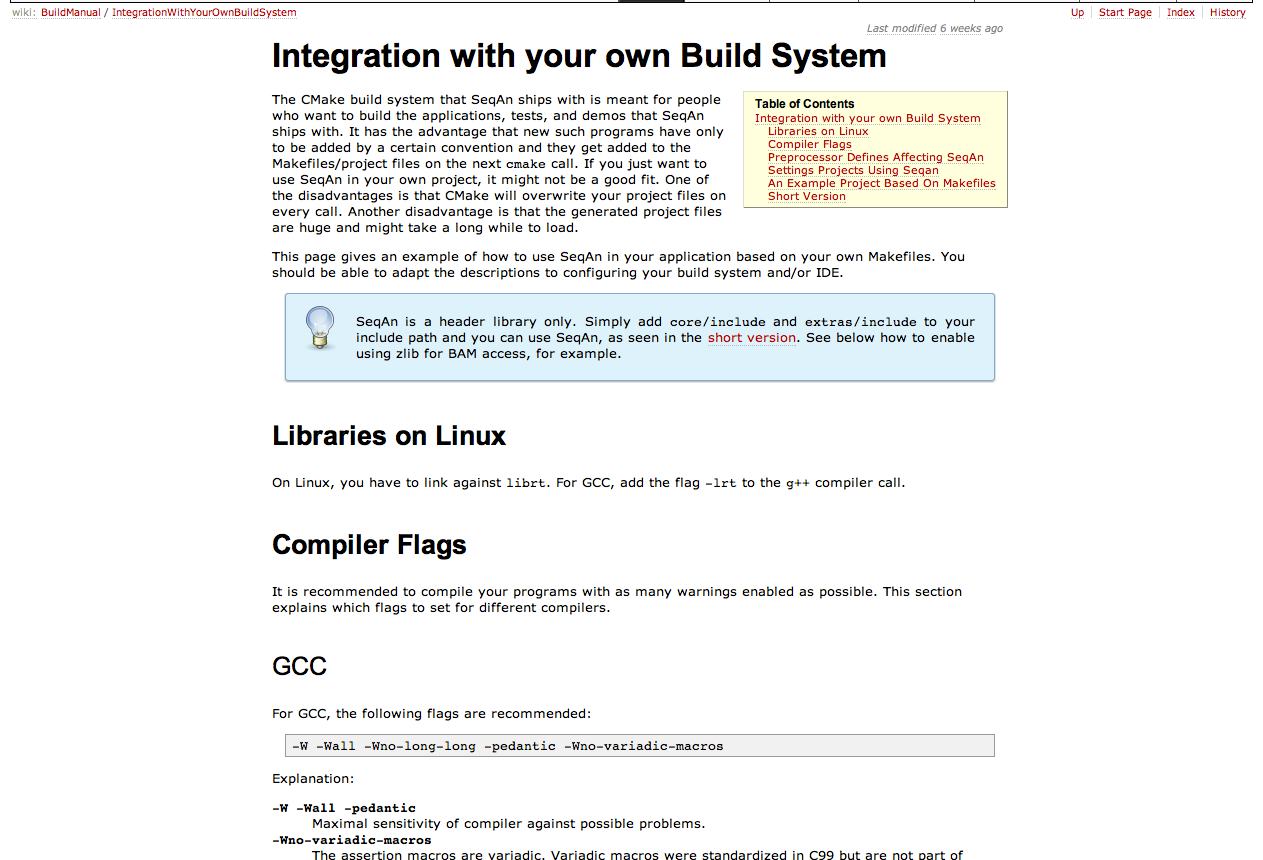 wiki: BuildManual / IntegrationWithYourOwnBuildSystem
Up Start Page Index History
Last modified 6 weeks ago
Integration with your own Build System
The CMake build system that SeqAn ships with is meant for people
who want to build the applications, tests, and demos that SeqAn
ships with. It has the advantage that new such programs have only
to be added by a certain convention and they get added to the
Makefiles/project files on the next cmake call. If you just want to
use SeqAn in your own project, it might not be a good fit. One of
the disadvantages is that CMake will overwrite your project files on
every call. Another disadvantage is that the generated project files
are huge and might take a long while to load.
Table of Contents
Integration with your own Build System
Libraries on Linux
Compiler Flags
Preprocessor Defines Affecting SeqAn
Settings Projects Using Seqan
An Example Project Based On Makefiles
Short Version
This page gives an example of how to use SeqAn in your application based on your own Makefiles. You
should be able to adapt the descriptions to configuring your build system and/or IDE.
SeqAn is a header library only. Simply add core/include and extras/include to your
include path and you can use SeqAn, as seen in the short version. See below how to enable
using zlib for BAM access, for example.
Libraries on Linux
On Linux, you have to link against librt. For GCC, add the flag -lrt to the g++ compiler call.
Compiler Flags
It is recommended to compile your programs with as many warnings enabled as possible. This section
explains which flags to set for different compilers.
GCC
For GCC, the following flags are recommended:
-W -Wall -Wno-long-long -pedantic -Wno-variadic-macros
Explanation:
-W -Wall -pedantic
Maximal sensitivity of compiler against possible problems.
-Wno-variadic-macros
The assertion macros are variadic. Variadic macros were standardized in C99 but are not part of